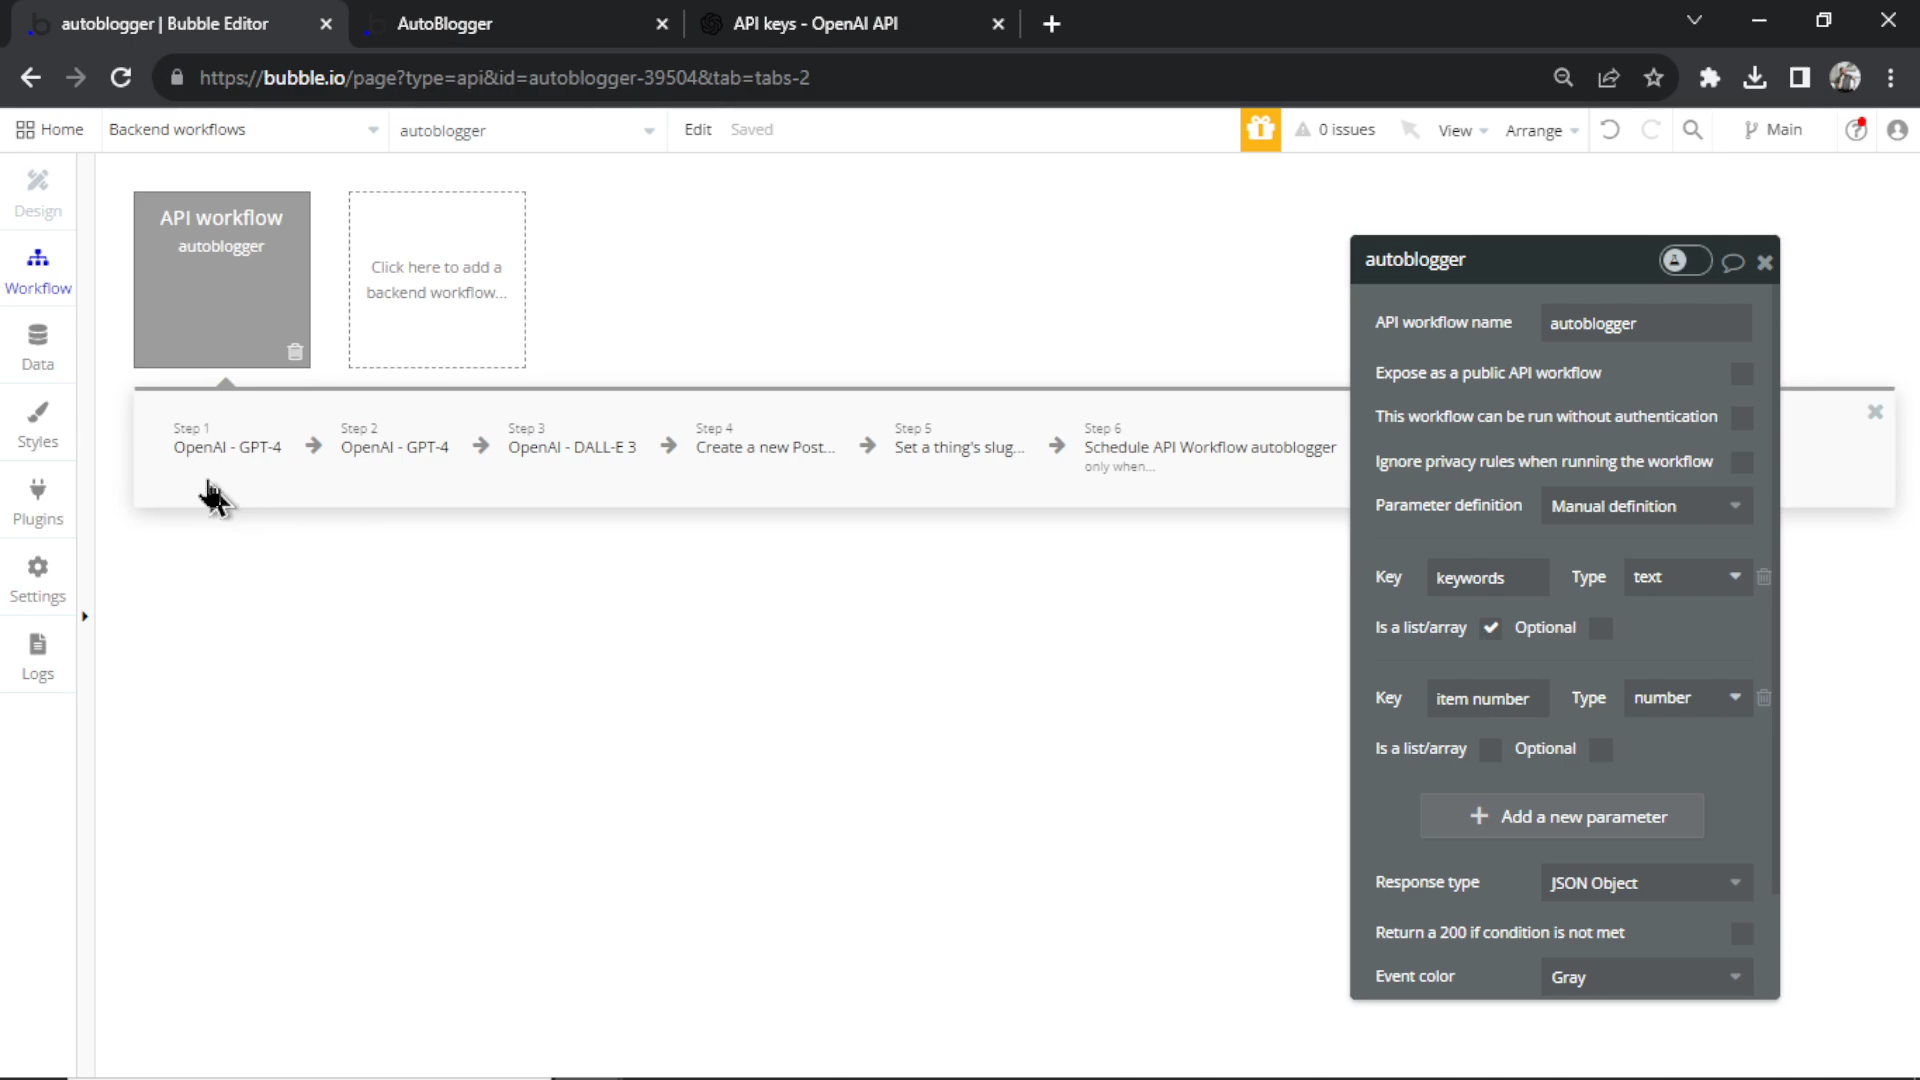 autoblogger | Bubble Editor
AutoBlogger
API keys - OpenAI API
https://bubble.io/page?type=api&id=autoblogger-39504&tab=tabs-2
Home
Backend workflows
autoblogger
Edit
Saved
0 issues
View
Arrange
Main
Design
Workflow
Data
Styles
Plugins
Settings
Logs
API workflow
autoblogger
Click here to add a
backend workflow...
Step 1
OpenAI - GPT-4
Step 2
OpenAI - GPT-4
Step 3
OpenAI - DALL-E 3
Step 4
Create a new Post...
Step 5
Set a thing's slug...
Step 6
Schedule API Workflow autoblogger
only when...
autoblogger
API workflow name autoblogger
Expose as a public API workflow
This workflow can be run without authentication
Ignore privacy rules when running the workflow
Parameter definition Manual definition
Key keywords Type text
Is a list/array Optional
Key item number Type number
Is a list/array Optional
+ Add a new parameter
Response type JSON Object
Return a 200 if condition is not met
Event color Gray